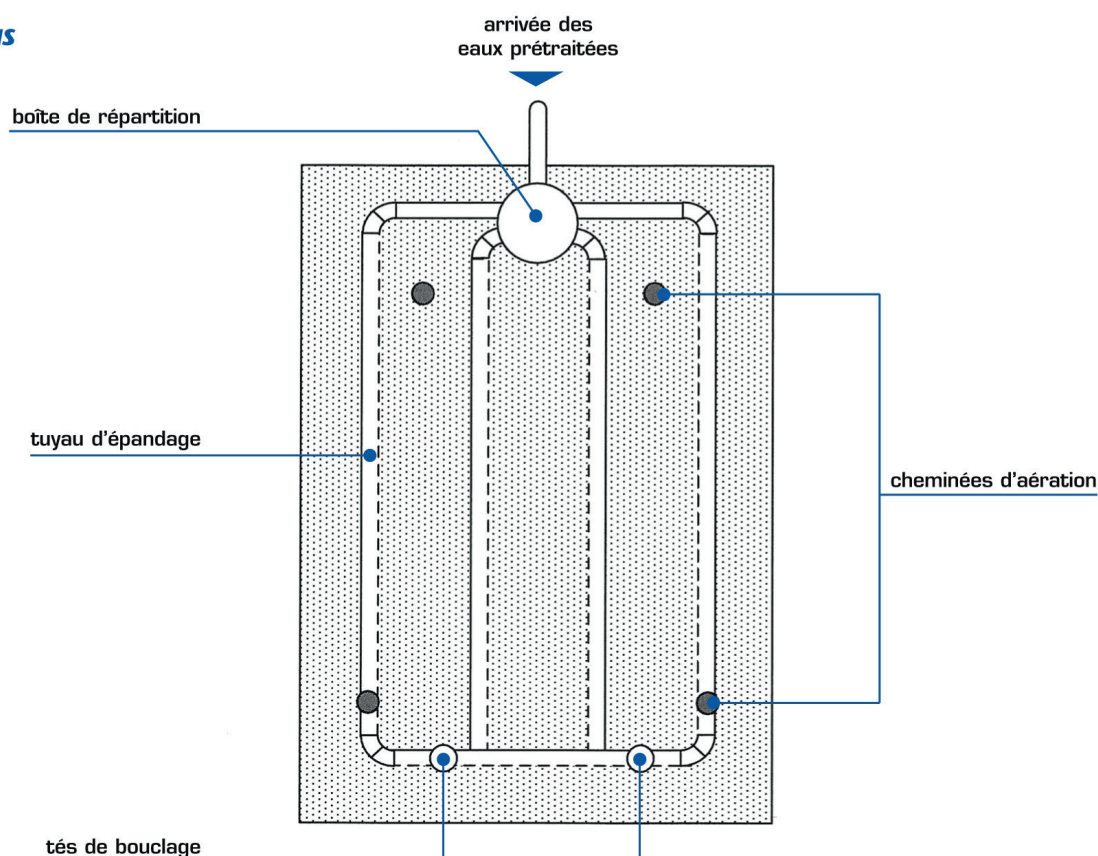 arrivée des
eaux prétraitées
boîte de répartition
tuyau d'épandage
cheminées d'aération
tés de bouclage